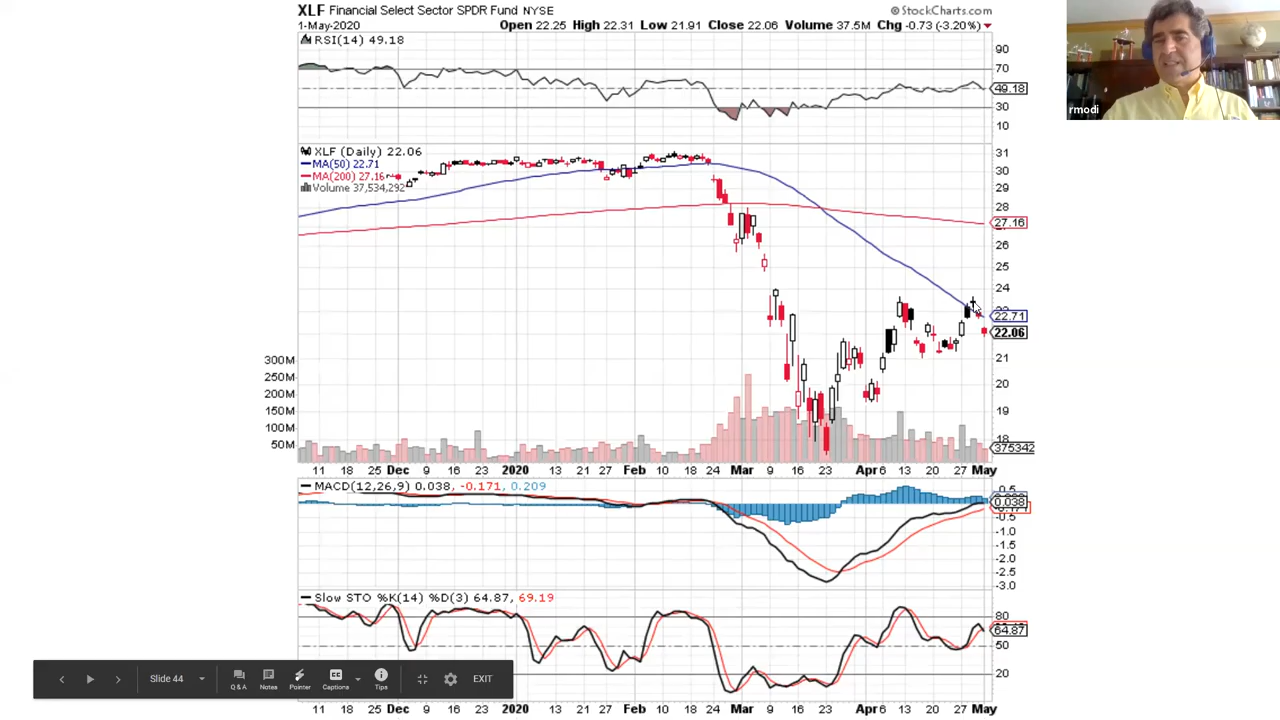 XLF Financial Select Sector SPDR Fund NYSE
© StockCharts.com
1-May-2020
Open 22.25 High 22.31 Low 21.91 Close 22.06 Volume 37.5M Chg -0.73 (-3.20%)
RSI(14) 49.18
90
70
49.18
30
10
rmodi
XLF (Daily) 22.06
MA(50) 22.71
MA(200) 27.16
Volume 37,534,292
31
30
29
28
27.16
26
25
24
22.71
22.06
21
20
19
18
375342
300M
250M
200M
150M
100M
50M
11 18 25 Dec 9 16 23 2020 13 21 27 Feb 10 18 24 Mar 9 16 23 Apr 6 13 20 27 May
MACD(12,26,9) 0.038, -0.171, 0.209
0.5
0.038
-0.5
-1.0
-1.5
-2.0
-2.5
-3.0
Slow STO %K(14) %D(3) 64.87, 69.19
80
64.87
50
20
Slide 44
Q & A
Notes
Pointer
Captions
Tips
EXIT
11 18 25 Dec 9 16 23 2020 13 21 27 Feb 10 18 24 Mar 9 16 23 Apr 6 13 20 27 May